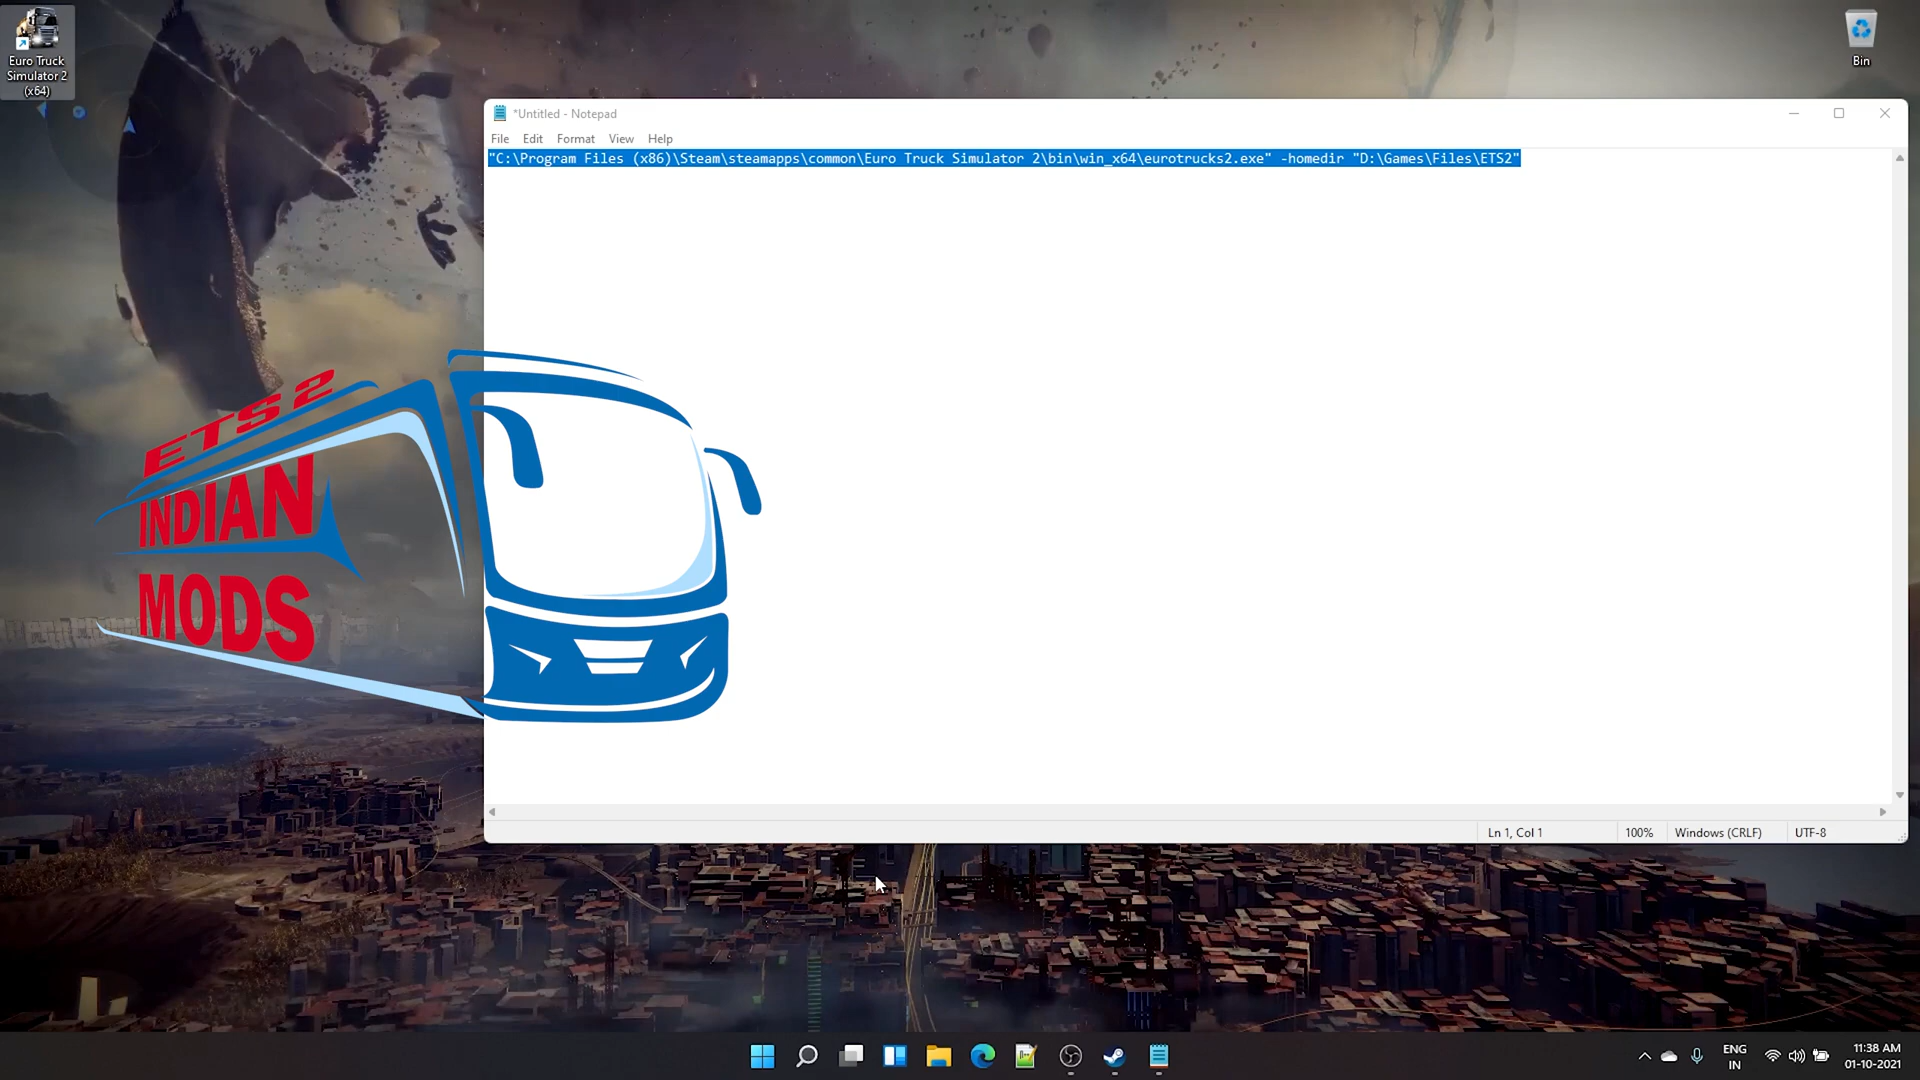 Euro Truck
Simulator 2
(x64)
Bin
*Untitled - Notepad
File Edit Format View Help
"C:\Program Files (x86)\Steam\steamapps\common\Euro Truck Simulator 2\bin\win_x64\eurotrucks2.exe" -homedir "D:\Games\Files\ETS2"
ETS 2
INDIAN
MODS
Ln 1, Col 1 100% Windows (CRLF) UTF-8
ENG
IN
11:38 AM
01-10-2021